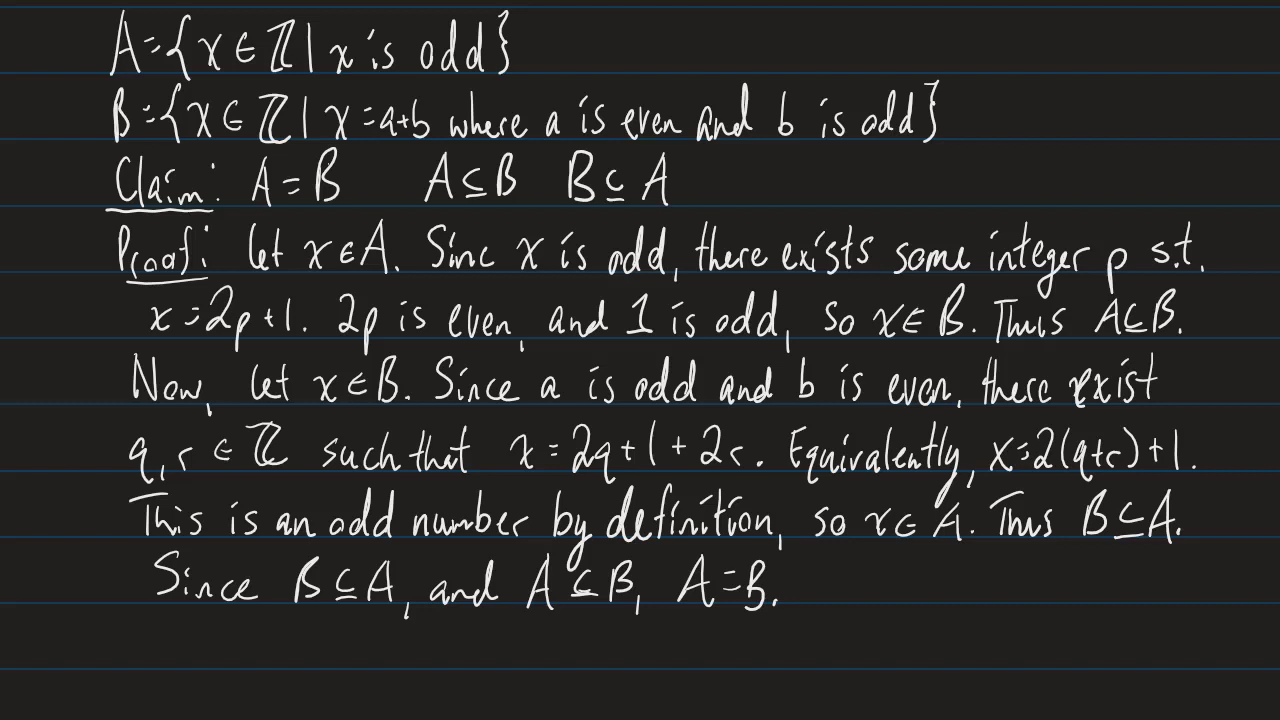 A={x∈ℤ| x is odd}
B={x∈ℤ| x=a+b where a is even and b is odd}
Claim: A=B A⊆B B⊆A
Proof: Let x∈A. Sinc x is odd, there exists some integer p s.t.
x=2p+1. 2p is even, and 1 is odd, so x∈B. Thus A⊆B.
Now, let x∈B. Since a is odd and b is even, there exist
q,r∈ℤ such that x=2q+1+2r. Equivalently, x=2(q+r)+1.
This is an odd number by definition, so x∈A. Thus B⊆A.
Since B⊆A, and A⊆B, A=B.